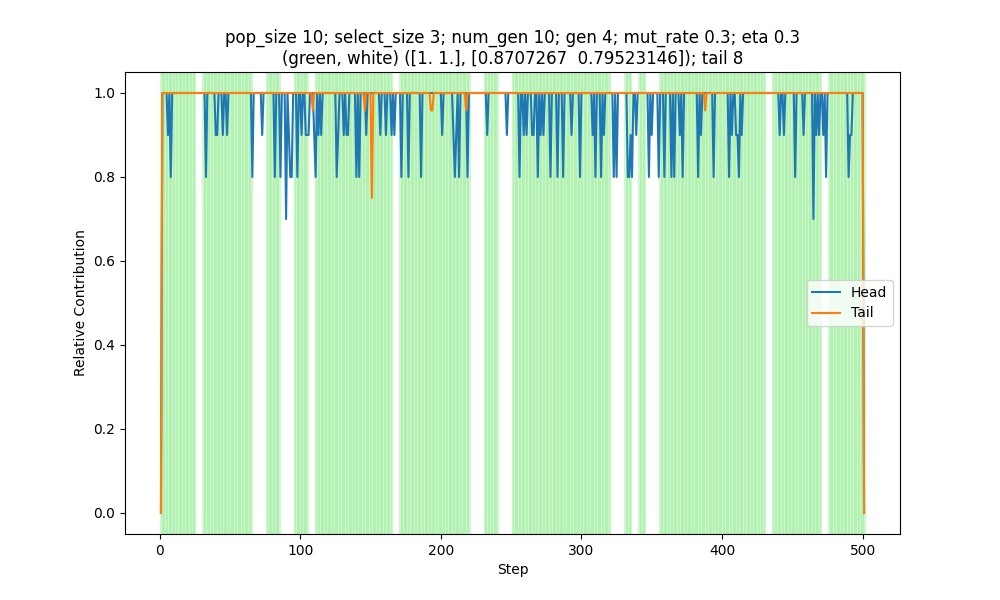 pop_size 10; select_size 3; num_gen 10; gen 4; mut_rate 0.3; eta 0.3
(green, white) ([1. 1.], [0.8707267  0.79523146]); tail 8
1.0
0.8
0.6
0.4
0.2
0.0
Relative Contribution
Head
Tail
0 100 200 300 400 500
Step